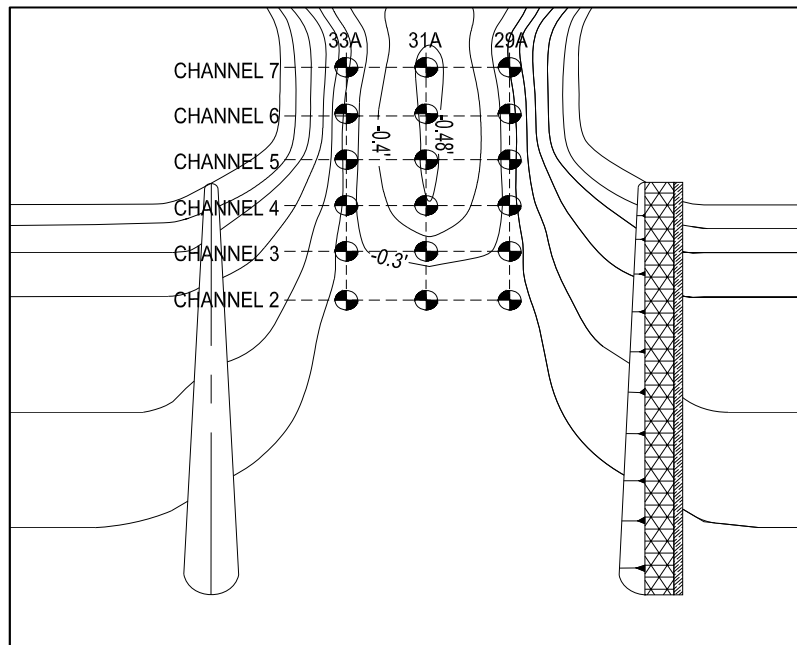 33A 31A 29A
CHANNEL 7
CHANNEL 6
CHANNEL 5
CHANNEL 4
CHANNEL 3
CHANNEL 2
-0.4'
-0.48'
-0.3'